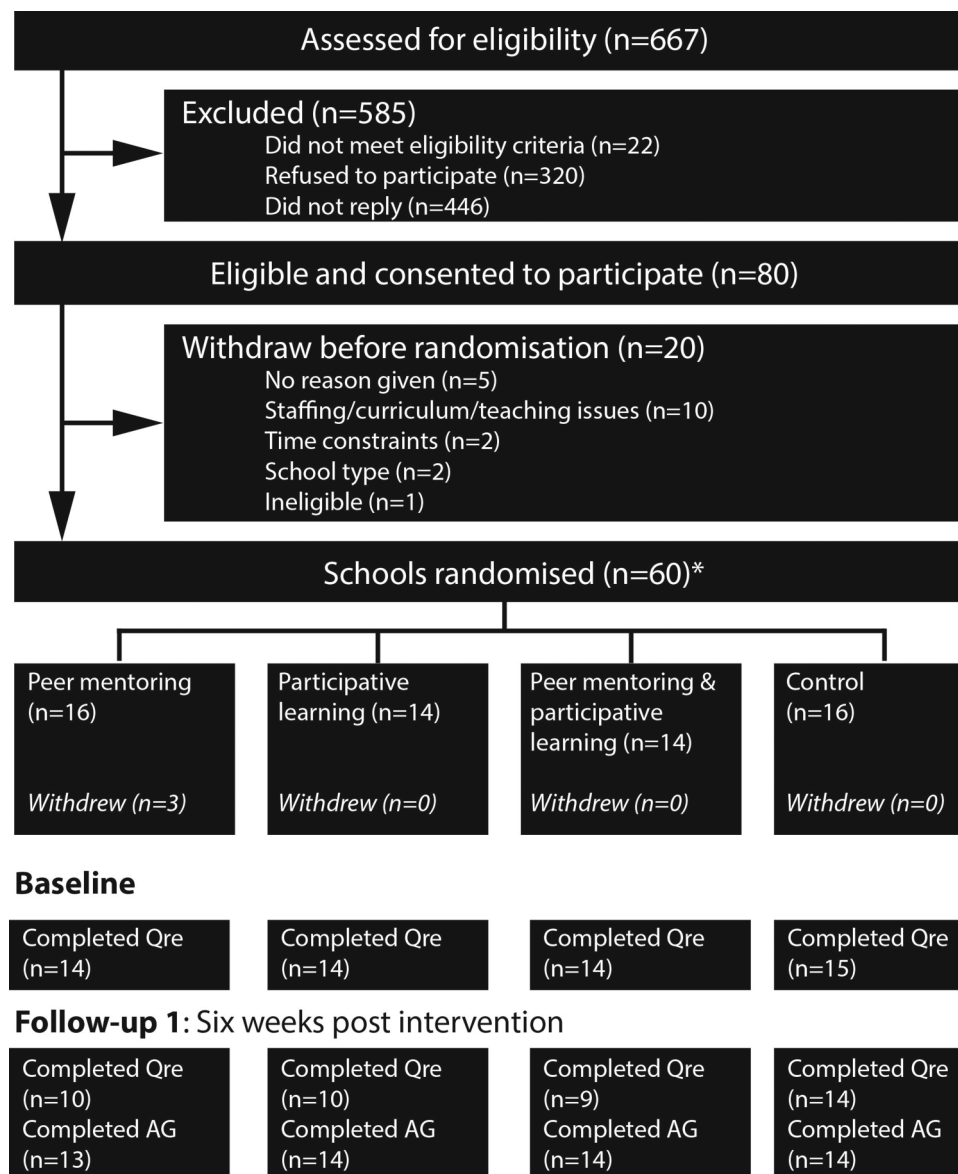 Assessed for eligibility (n=667)
Excluded (n=585)
Did not meet eligibility criteria (n=22)
Refused to participate (n=320)
Did not reply (n=446)
Eligible and consented to participate (n=80)
Withdraw before randomisation (n=20)
No reason given (n=5)
Staffing/curriculum/teaching issues (n=10)
Time constraints (n=2)
School type (n=2)
Ineligible (n=1)
Schools randomised (n=60)*
Peer mentoring
(n=16)
Withdrew (n=3)
Participative
learning (n=14)
Withdrew (n=0)
Peer mentoring &
participative
learning (n=14)
Withdrew (n=0)
Control
(n=16)
Withdrew (n=0)
Baseline
Completed Qre
(n=14)
Completed Qre
(n=14)
Completed Qre
(n=14)
Completed Qre
(n=15)
Follow-up 1: Six weeks post intervention
Completed Qre
(n=10)
Completed AG
(n=13)
Completed Qre
(n=10)
Completed AG
(n=14)
Completed Qre
(n=9)
Completed AG
(n=14)
Completed Qre
(n=14)
Completed AG
(n=14)